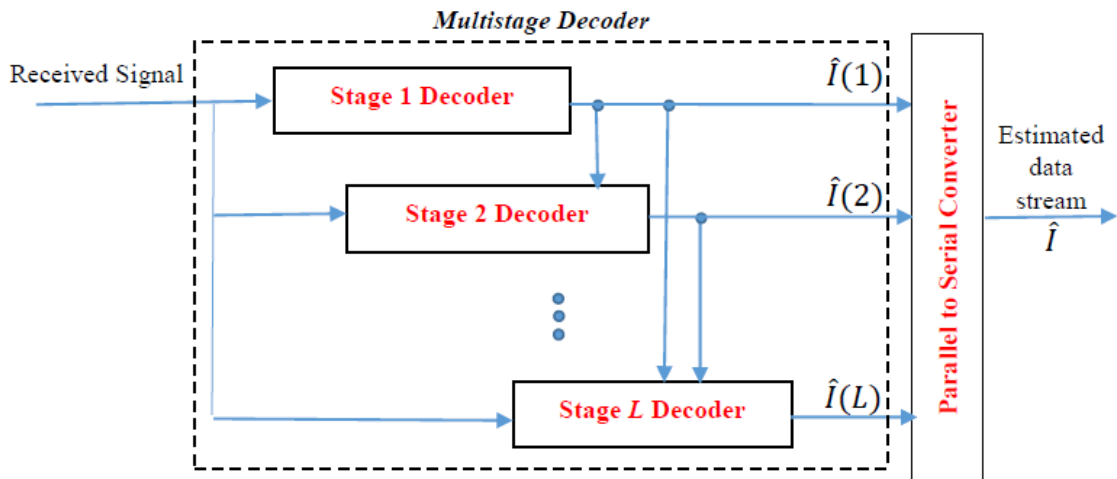 Multistage Decoder
Received Signal
Stage 1 Decoder
Î(1)
Stage 2 Decoder
Î(2)
Stage L Decoder
Î(L)
Parallel to Serial Converter
Estimated
data
stream
Î